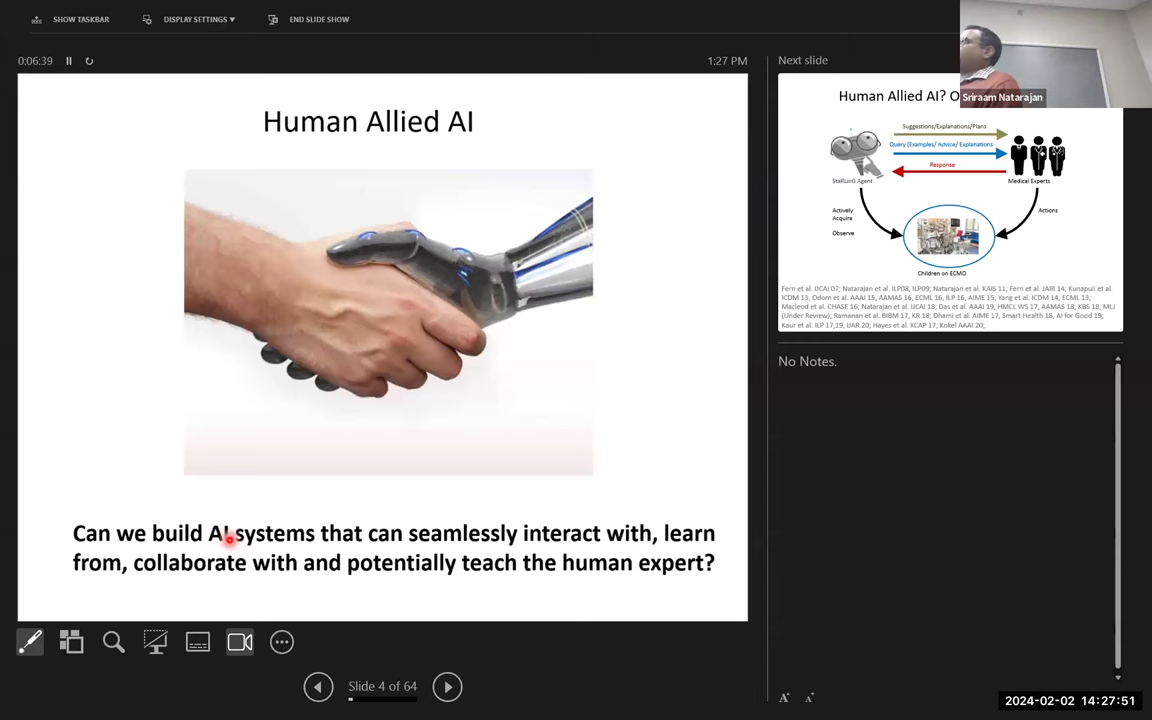 SHOW TASKBAR
DISPLAY SETTINGS ▼
END SLIDE SHOW
0:06:39
1:27 PM
Human Allied AI
Can we build AI systems that can seamlessly interact with, learn
from, collaborate with and potentially teach the human expert?
Slide 4 of 64
Next slide
Sriraam Natarajan
Human Allied AI? O
Suggestions/Explanations/Plans
Query (Examples/ Advice/ Explanations
Response
StaRLinG Agent
Medical Experts
Actively
Acquire
Observe
Actions
Children on ECMO
Fern et al. IJCAI 07; Natarajan et al. ILP08, ILP09; Natarajan et al. KAIS 11; Fern et al. JAIR 14; Kunapuli et al.
ICDM 13; Odom et al. AAAI 15, AAMAS 16, ECML 16, ILP 16, AIME 15; Yang et al. ICDM 14, ECML 13;
Macleod et al. CHASE 16; Natarajan et al. IJCAI 18; Das et al. AAAI 19, HMCL WS 17, AAMAS 18; KBS 18, MLJ
(Under Review); Ramanan et al. BIBM 17, KR 18; Dhami et al. AIME 17, Smart Health 18, AI for Good 19;
Kaur et al. ILP 17,19, IJAR 20; Hayes et al. KCAP 17; Kokel AAAI 20;
No Notes.
A
A
2024-02-02 14:27:51